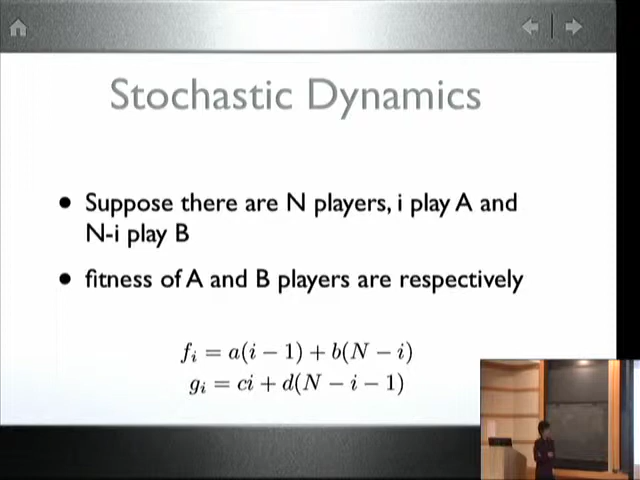 Stochastic Dynamics
• Suppose there are N players, i play A and
N-i play B
• fitness of A and B players are respectively
fᵢ = a(i − 1) + b(N − i)
gᵢ = ci + d(N − i − 1)